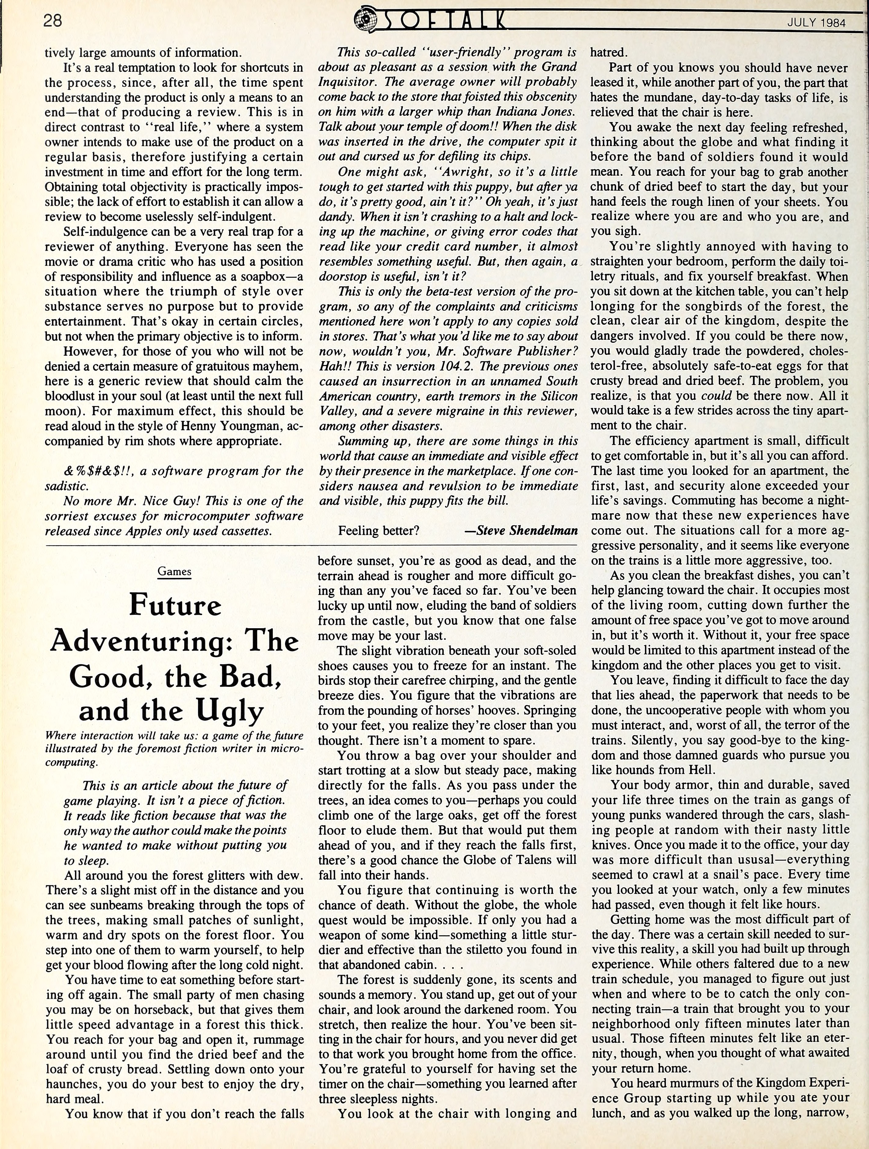 28
SOFTALK
JULY 1984
tively large amounts of information.
It's a real temptation to look for shortcuts in
the process, since, after all, the time spent
understanding the product is only a means to an
end—that of producing a review. This is in
direct contrast to "real life," where a system
owner intends to make use of the product on a
regular basis, therefore justifying a certain
investment in time and effort for the long term.
Obtaining total objectivity is practically impos-
sible; the lack of effort to establish it can allow a
review to become uselessly self-indulgent.
Self-indulgence can be a very real trap for a
reviewer of anything. Everyone has seen the
movie or drama critic who has used a position
of responsibility and influence as a soapbox—a
situation where the triumph of style over
substance serves no purpose but to provide
entertainment. That's okay in certain circles,
but not when the primary objective is to inform.
However, for those of you who will not be
denied a certain measure of gratuitous mayhem,
here is a generic review that should calm the
bloodlust in your soul (at least until the next full
moon). For maximum effect, this should be
read aloud in the style of Henny Youngman, ac-
companied by rim shots where appropriate.
&%$#&$!!, a software program for the
sadistic.
No more Mr. Nice Guy! This is one of the
sorriest excuses for microcomputer software
released since Apples only used cassettes.
This so-called "user-friendly" program is
about as pleasant as a session with the Grand
Inquisitor. The average owner will probably
come back to the store that foisted this obscenity
on him with a larger whip than Indiana Jones.
Talk about your temple of doom!! When the disk
was inserted in the drive, the computer spit it
out and cursed us for defiling its chips.
One might ask, "Awright, so it's a little
tough to get started with this puppy, but after ya
do, it's pretty good, ain't it?" Oh yeah, it's just
dandy. When it isn't crashing to a halt and lock-
ing up the machine, or giving error codes that
read like your credit card number, it almost
resembles something useful. But, then again, a
doorstop is useful, isn't it?
This is only the beta-test version of the pro-
gram, so any of the complaints and criticisms
mentioned here won't apply to any copies sold
in stores. That's what you'd like me to say about
now, wouldn't you, Mr. Software Publisher?
Hah!! This is version 104.2. The previous ones
caused an insurrection in an unnamed South
American country, earth tremors in the Silicon
Valley, and a severe migraine in this reviewer,
among other disasters.
Summing up, there are some things in this
world that cause an immediate and visible effect
by their presence in the marketplace. If one con-
siders nausea and revulsion to be immediate
and visible, this puppy fits the bill.
Feeling better? —Steve Shendelman
Games
Future
Adventuring: The
Good, the Bad,
and the Ugly
Where interaction will take us: a game of the future
illustrated by the foremost fiction writer in micro-
computing.
This is an article about the future of
game playing. It isn't a piece of fiction.
It reads like fiction because that was the
only way the author could make the points
he wanted to make without putting you
to sleep.
All around you the forest glitters with dew.
There's a slight mist off in the distance and you
can see sunbeams breaking through the tops of
the trees, making small patches of sunlight,
warm and dry spots on the forest floor. You
step into one of them to warm yourself, to help
get your blood flowing after the long cold night.
You have time to eat something before start-
ing off again. The small party of men chasing
you may be on horseback, but that gives them
little speed advantage in a forest this thick.
You reach for your bag and open it, rummage
around until you find the dried beef and the
loaf of crusty bread. Settling down onto your
haunches, you do your best to enjoy the dry,
hard meal.
You know that if you don't reach the falls
before sunset, you're as good as dead, and the
terrain ahead is rougher and more difficult go-
ing than any you've faced so far. You've been
lucky up until now, eluding the band of soldiers
from the castle, but you know that one false
move may be your last.
The slight vibration beneath your soft-soled
shoes causes you to freeze for an instant. The
birds stop their carefree chirping, and the gentle
breeze dies. You figure that the vibrations are
from the pounding of horses' hooves. Springing
to your feet, you realize they're closer than you
thought. There isn't a moment to spare.
You throw a bag over your shoulder and
start trotting at a slow but steady pace, making
directly for the falls. As you pass under the
trees, an idea comes to you—perhaps you could
climb one of the large oaks, get off the forest
floor to elude them. But that would put them
ahead of you, and if they reach the falls first,
there's a good chance the Globe of Talens will
fall into their hands.
You figure that continuing is worth the
chance of death. Without the globe, the whole
quest would be impossible. If only you had a
weapon of some kind—something a little stur-
dier and effective than the stiletto you found in
that abandoned cabin. . . .
The forest is suddenly gone, its scents and
sounds a memory. You stand up, get out of your
chair, and look around the darkened room. You
stretch, then realize the hour. You've been sit-
ting in the chair for hours, and you never did get
to that work you brought home from the office.
You're grateful to yourself for having set the
timer on the chair—something you learned after
three sleepless nights.
You look at the chair with longing and
hatred.
Part of you knows you should have never
leased it, while another part of you, the part that
hates the mundane, day-to-day tasks of life, is
relieved that the chair is here.
You awake the next day feeling refreshed,
thinking about the globe and what finding it
before the band of soldiers found it would
mean. You reach for your bag to grab another
chunk of dried beef to start the day, but your
hand feels the rough linen of your sheets. You
realize where you are and who you are, and
you sigh.
You're slightly annoyed with having to
straighten your bedroom, perform the daily toi-
letry rituals, and fix yourself breakfast. When
you sit down at the kitchen table, you can't help
longing for the songbirds of the forest, the
clean, clear air of the kingdom, despite the
dangers involved. If you could be there now,
you would gladly trade the powdered, choles-
terol-free, absolutely safe-to-eat eggs for that
crusty bread and dried beef. The problem, you
realize, is that you could be there now. All it
would take is a few strides across the tiny apart-
ment to the chair.
The efficiency apartment is small, difficult
to get comfortable in, but it's all you can afford.
The last time you looked for an apartment, the
first, last, and security alone exceeded your
life's savings. Commuting has become a night-
mare now that these new experiences have
come out. The situations call for a more ag-
gressive personality, and it seems like everyone
on the trains is a little more aggressive, too.
As you clean the breakfast dishes, you can't
help glancing toward the chair. It occupies most
of the living room, cutting down further the
amount of free space you've got to move around
in, but it's worth it. Without it, your free space
would be limited to this apartment instead of the
kingdom and the other places you get to visit.
You leave, finding it difficult to face the day
that lies ahead, the paperwork that needs to be
done, the uncooperative people with whom you
must interact, and, worst of all, the terror of the
trains. Silently, you say good-bye to the king-
dom and those damned guards who pursue you
like hounds from Hell.
Your body armor, thin and durable, saved
your life three times on the train as gangs of
young punks wandered through the cars, slash-
ing people at random with their nasty little
knives. Once you made it to the office, your day
was more difficult than ususal—everything
seemed to crawl at a snail's pace. Every time
you looked at your watch, only a few minutes
had passed, even though it felt like hours.
Getting home was the most difficult part of
the day. There was a certain skill needed to sur-
vive this reality, a skill you had built up through
experience. While others faltered due to a new
train schedule, you managed to figure out just
when and where to be to catch the only con-
necting train—a train that brought you to your
neighborhood only fifteen minutes later than
usual. Those fifteen minutes felt like an eter-
nity, though, when you thought of what awaited
your return home.
You heard murmurs of the Kingdom Experi-
ence Group starting up while you ate your
lunch, and as you walked up the long, narrow,